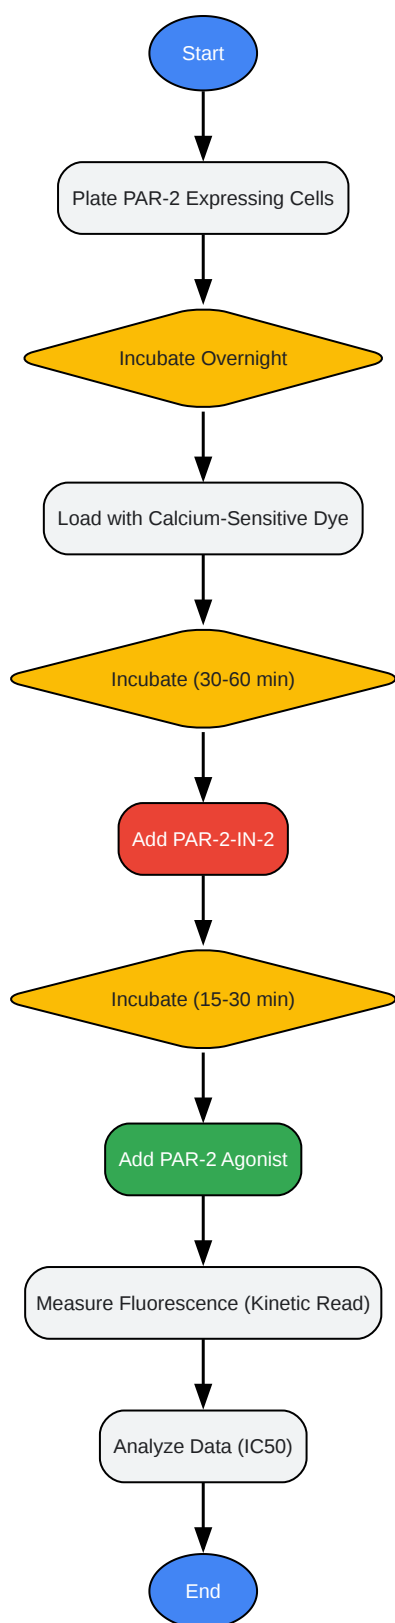 Start
Plate PAR-2 Expressing Cells
Incubate Overnight
Load with Calcium-Sensitive Dye
Incubate (30-60 min)
Add PAR-2-IN-2
Incubate (15-30 min)
Add PAR-2 Agonist
Measure Fluorescence (Kinetic Read)
Analyze Data (IC50)
End